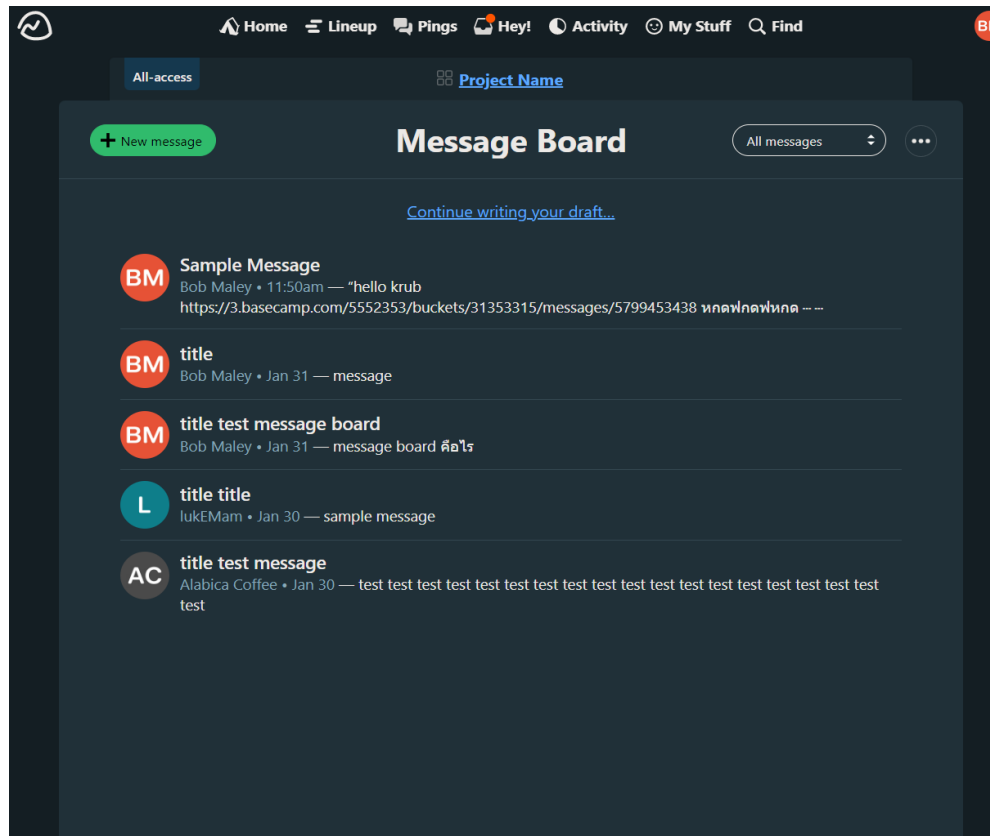 Home Lineup Pings Hey! Activity My Stuff Find
All-access Project Name
New message Message Board All messages
Continue writing your draft...
BM Sample Message
Bob Maley • 11:50am — “hello krub
https://3.basecamp.com/5552353/buckets/31353315/messages/5799453438 หกดฟกดฟหกด -- --
BM title
Bob Maley • Jan 31 — message
BM title test message board
Bob Maley • Jan 31 — message board คือไร
L title title
lukEMam • Jan 30 — sample message
AC title test message
Alabica Coffee • Jan 30 — test test test test test test test test test test test test test test test test test test
test